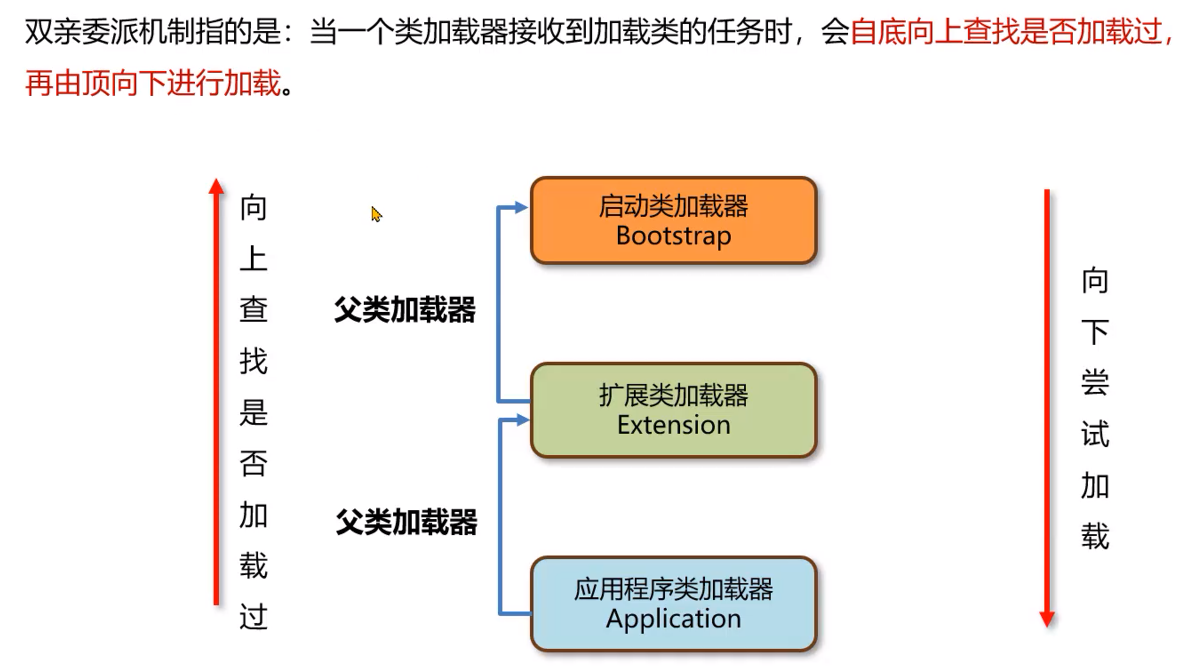 双亲委派机制指的是：当一个类加载器接收到加载类的任务时，会自底向上查找是否加载过，
再由顶向下进行加载。
向上查找是否加载过
父类加载器
父类加载器
启动类加载器
Bootstrap
扩展类加载器
Extension
应用程序类加载器
Application
向下尝试加载